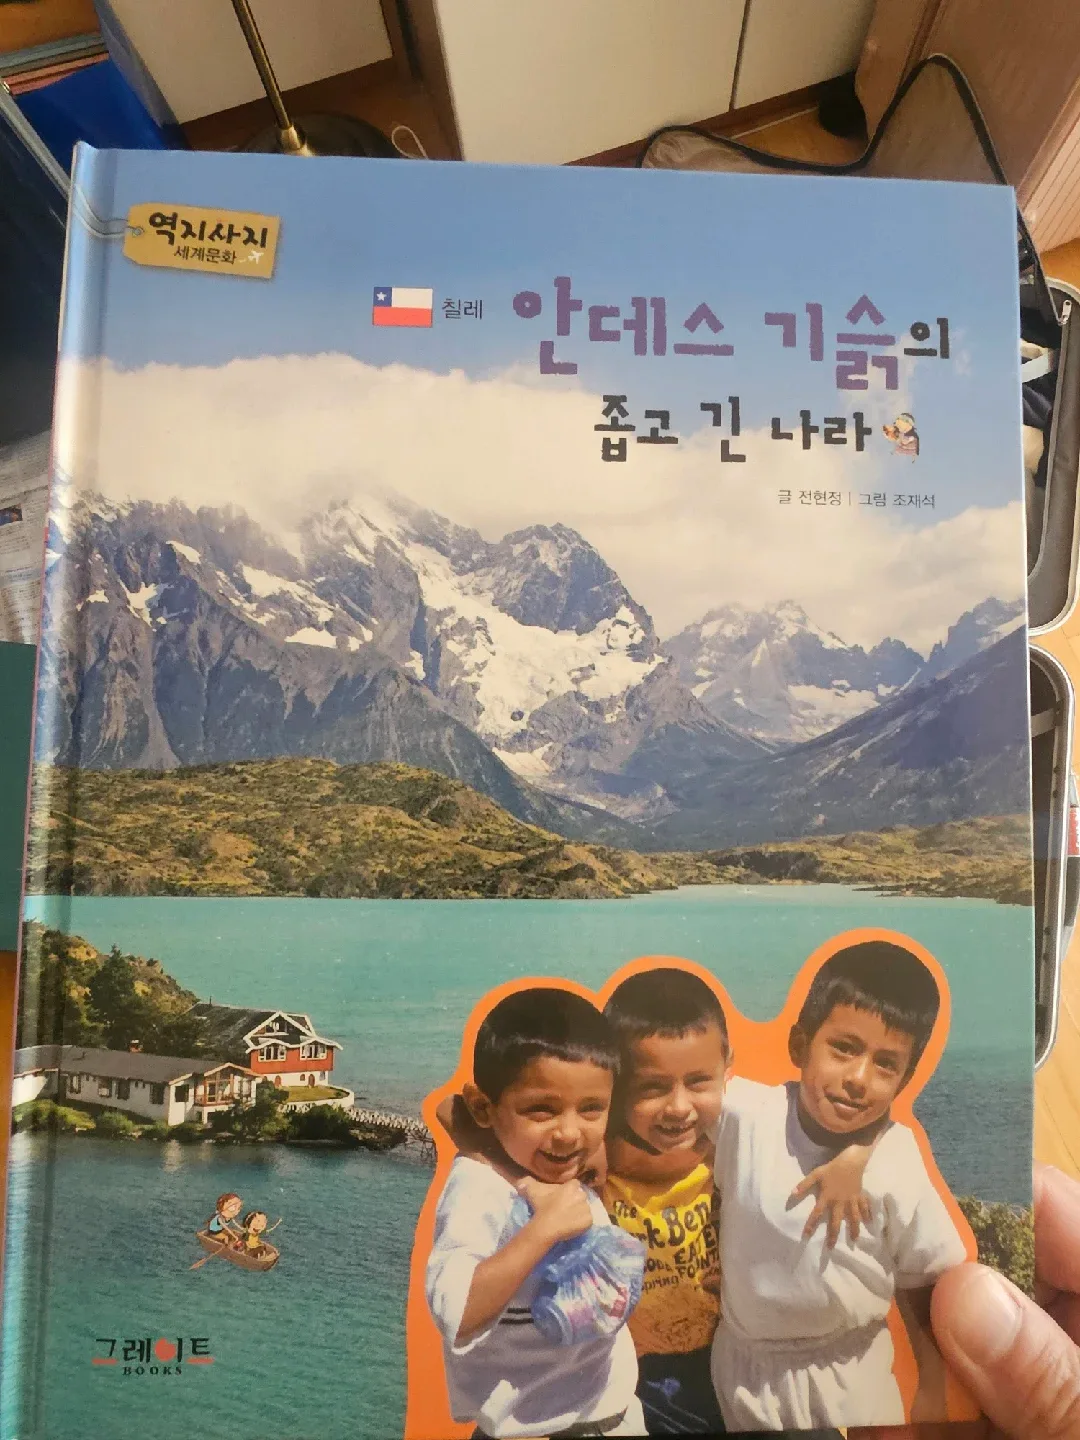 역지사지
세계문화
칠레
안데스 기슭의
좁고 긴 나라
글 전현정 | 그림 조재석
그레이트
BOOKS